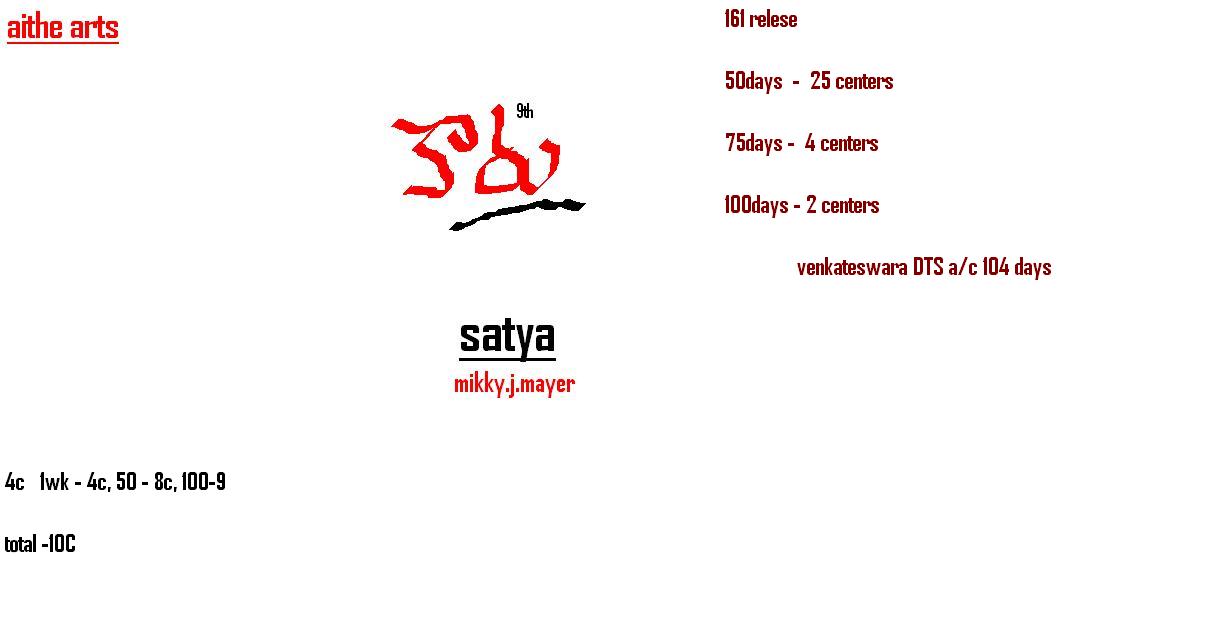 aithe arts
161 relese
50days - 25 centers
9th
కారు
75days - 4 centers
100days - 2 centers
venkateswara DTS a/c 104 days
satya
mikky.j.mayer
4c 1wk - 4c, 50 - 8c, 100-9
total -10C